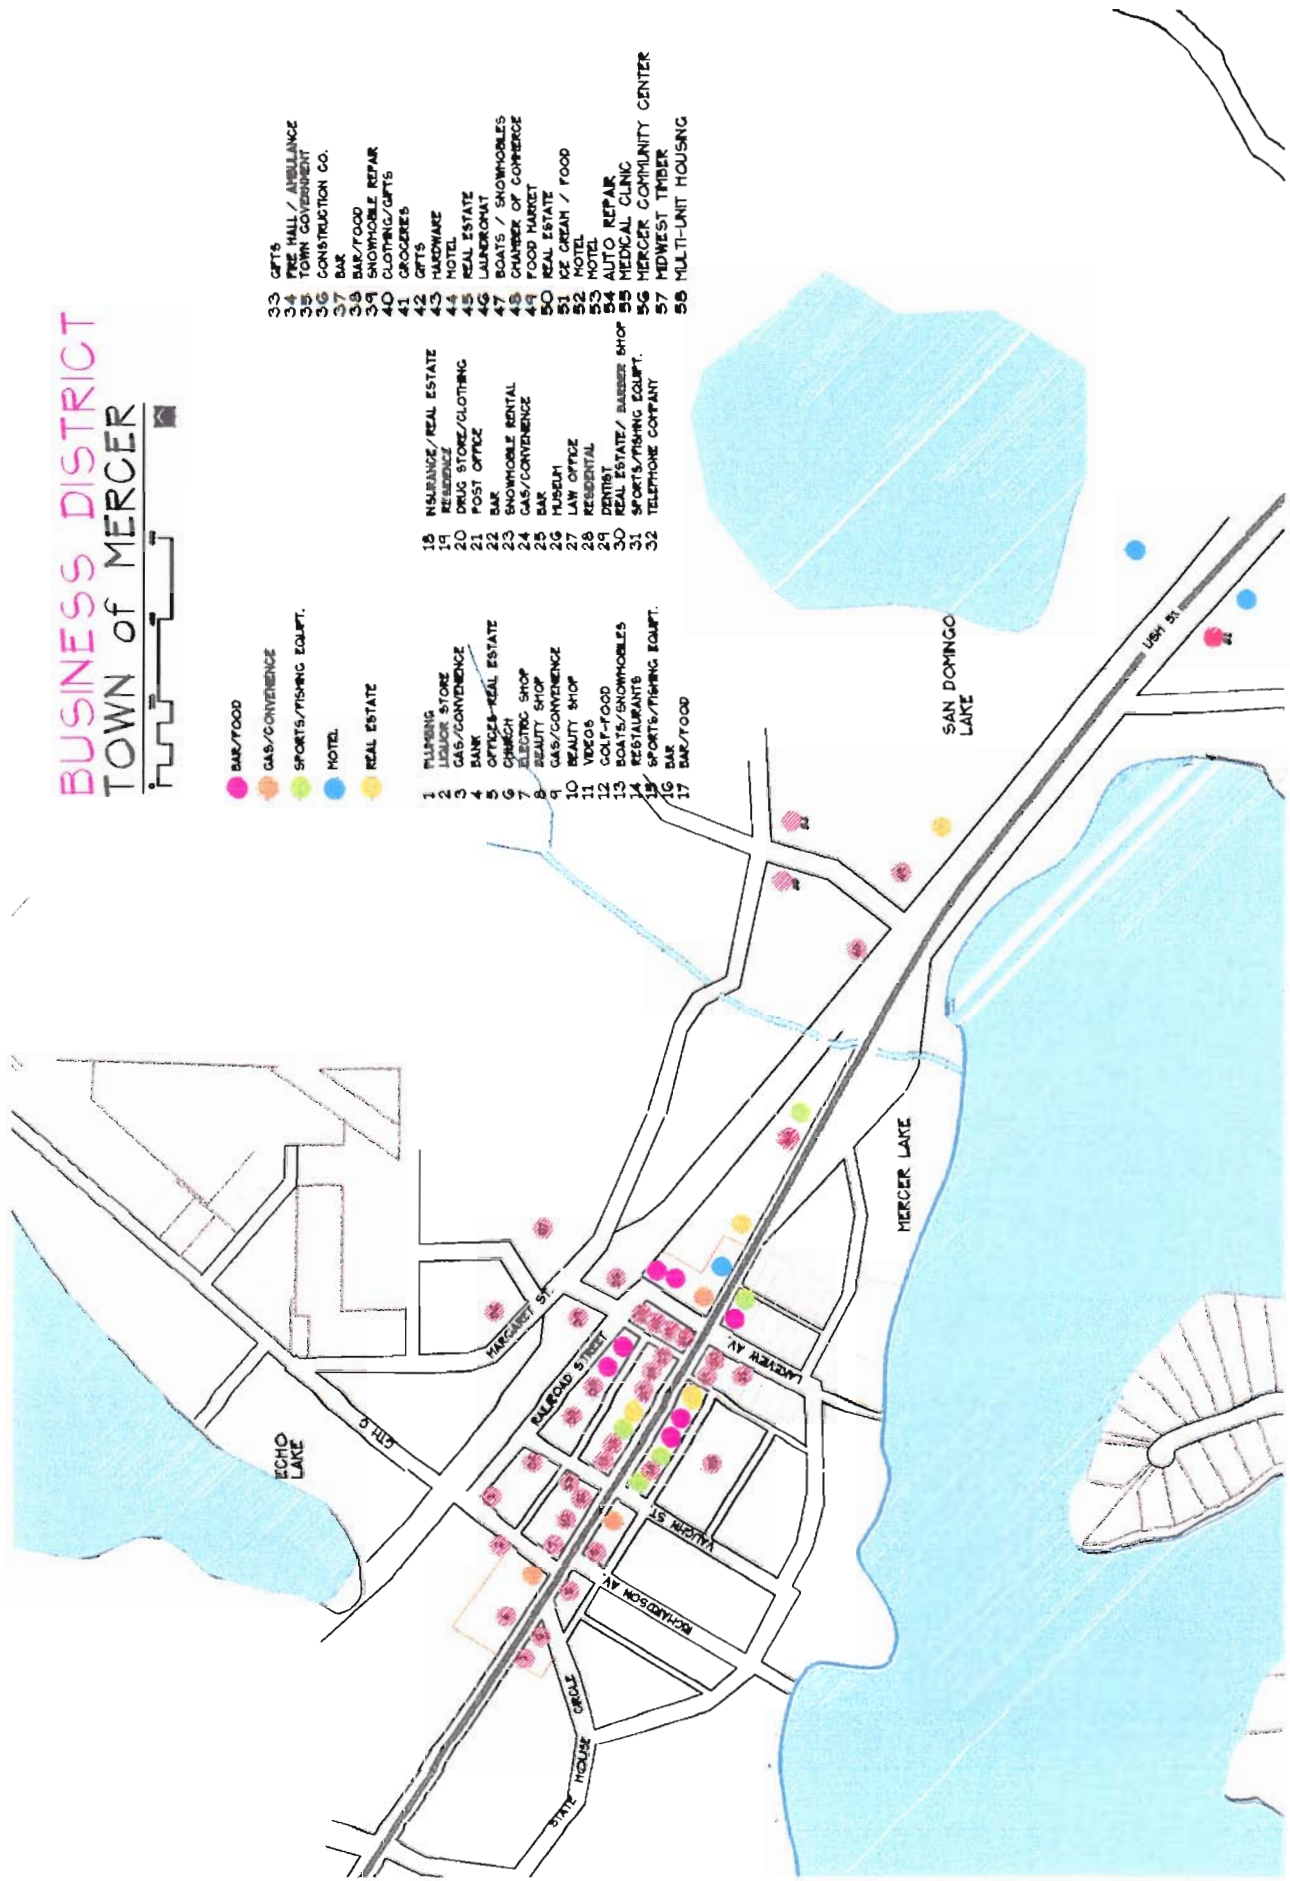 BUSINESS DISTRICT
TOWN of MERCER
BAR/FOOD
GAS/CONVENIENCE
SPORTS/FISHING EQUIPT.
MOTEL
REAL ESTATE
1 PLUMBING
2 LIQUOR STORE
3 GAS/CONVENIENCE
4 BANK
5 OFFICES-REAL ESTATE
6 CHURCH
7 ELECTRIC SHOP
8 BEAUTY SHOP
9 GAS/CONVENIENCE
10 BEAUTY SHOP
11 VIDEOS
12 GOLF-FOOD
13 BOATS/SNOWMOBILES
14 RESTAURANTS
15 SPORTS/FISHING EQUIPT.
16 BAR
17 BAR/FOOD
18 INSURANCE/REAL ESTATE
19 RESIDENCE
20 DRUG STORE/CLOTHING
21 POST OFFICE
22 BAR
23 SNOWMOBILE RENTAL
24 GAS/CONVENIENCE
25 BAR
26 MUSEUM
27 LAW OFFICE
28 RESIDENTAL
29 DENTIST
30 REAL ESTATE/ BARBER SHOP
31 SPORTS/FISHING EQUIPT.
32 TELEPHONE COMPANY
33 GIFTS
34 FIRE HALL / AMBULANCE
35 TOWN GOVERNMENT
36 CONSTRUCTION CO.
37 BAR
38 BAR/FOOD
39 SNOWMOBILE REPAIR
40 CLOTHING/GIFTS
41 GROCERIES
42 GIFTS
43 HARDWARE
44 MOTEL
45 REAL ESTATE
46 LAUNDROMAT
47 BOATS / SNOWMOBILES
48 CHAMBER OF COMMERCE
49 FOOD MARKET
50 REAL ESTATE
51 ICE CREAM / FOOD
52 MOTEL
53 MOTEL
54 AUTO REPAIR
55 MEDICAL CLINIC
56 MERCER COMMUNITY CENTER
57 MIDWEST TIMBER
58 MULTI-UNIT HOUSING
ECHO
LAKE
CTH C
MARGARET ST.
RAILROAD STREET
LAKEVIEW AV.
VAUGHN ST.
RICHARDSON AV.
STATE HOUSE CIRCLE
MERCER LAKE
SAN DOMINGO
LAKE
USH 51